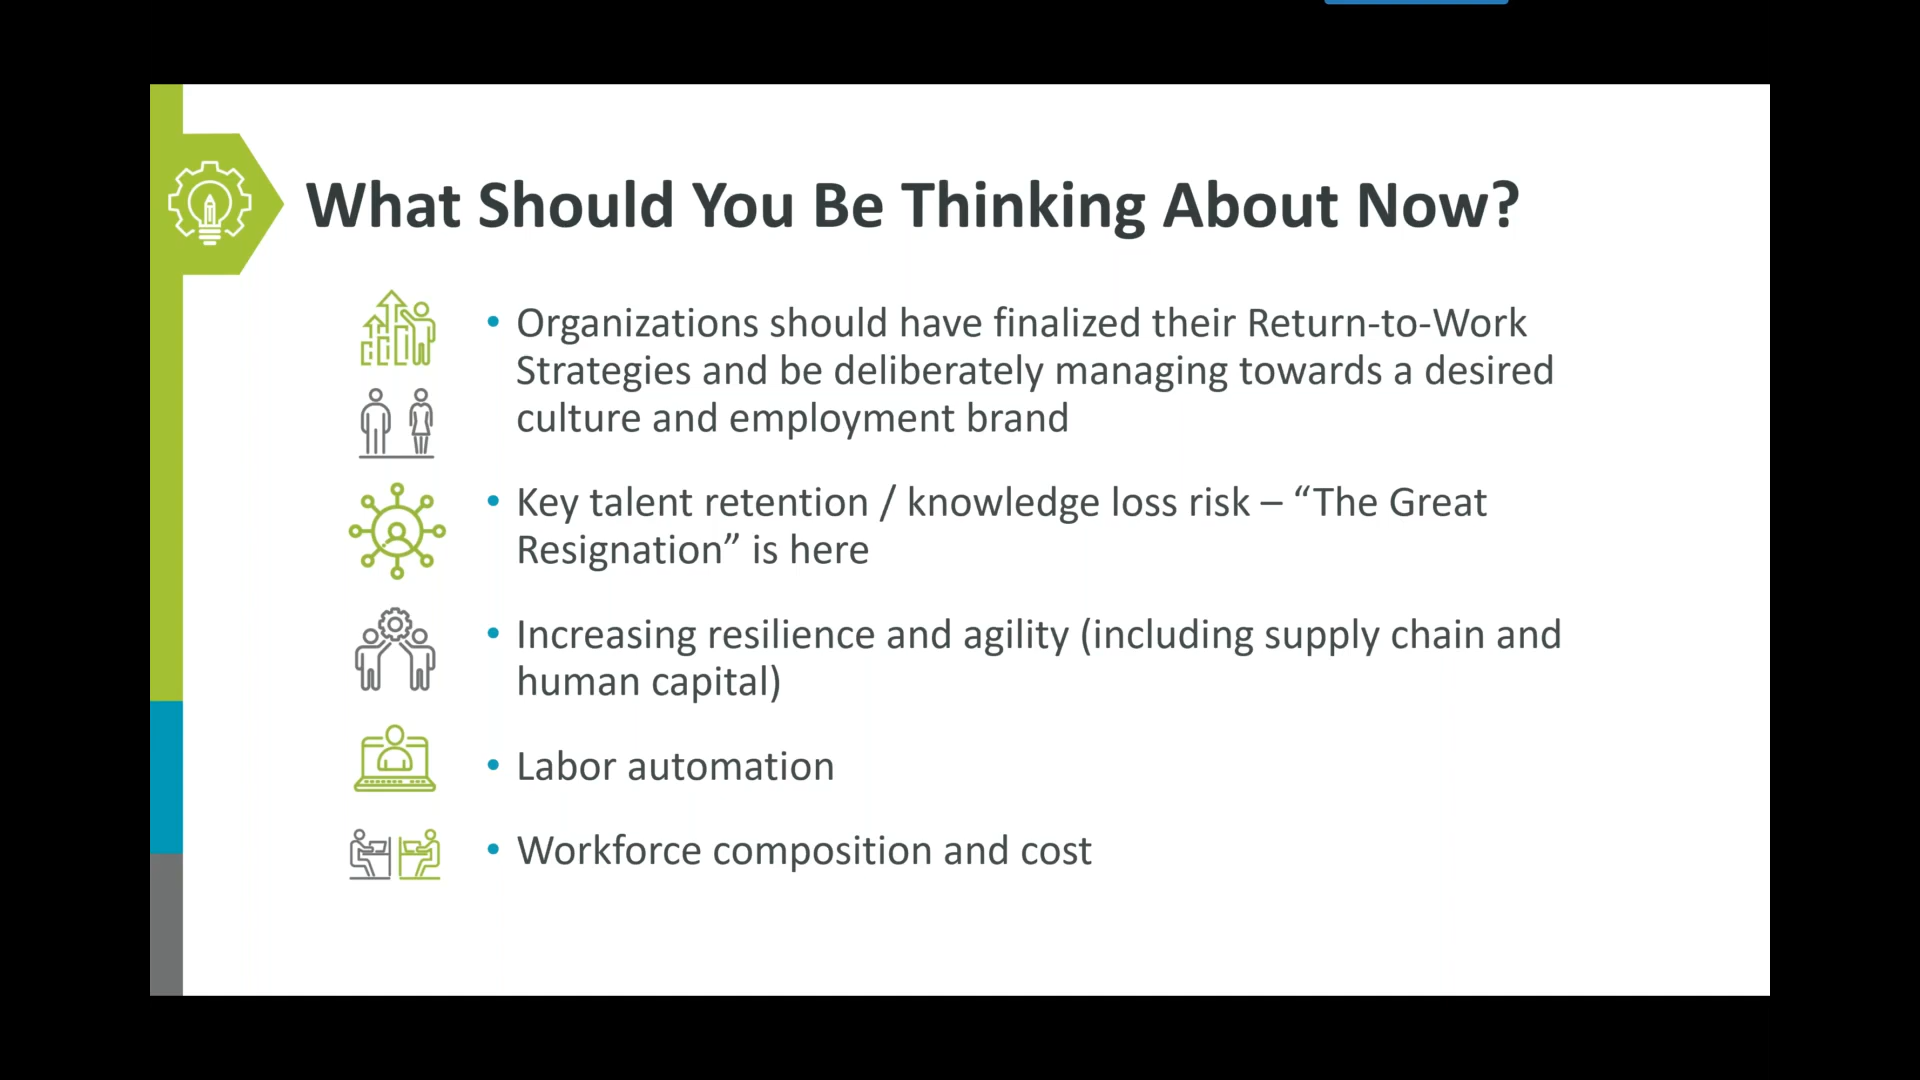 What Should You Be Thinking About Now?
• Organizations should have finalized their Return-to-Work
Strategies and be deliberately managing towards a desired
culture and employment brand
• Key talent retention / knowledge loss risk – “The Great
Resignation” is here
• Increasing resilience and agility (including supply chain and
human capital)
• Labor automation
• Workforce composition and cost